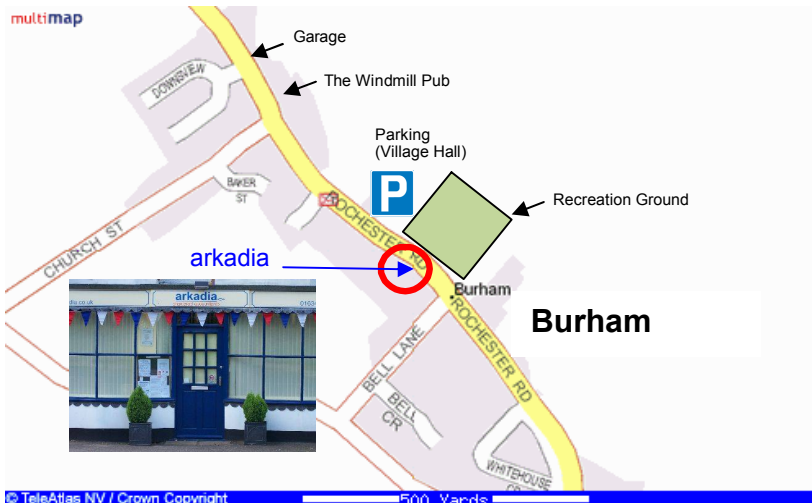 multimap
Garage
The Windmill Pub
DOWNSVIEW
Parking
(Village Hall)
P
BAKER
ST
Recreation Ground
CHURCH ST
ROCHESTER RD
arkadia
Burham
arkadia
Burham
ROCHESTER RD
BELL LANE
BELL
CR
WHITEHOUSE
© TeleAtlas NV / Crown Copyright
500 Yards